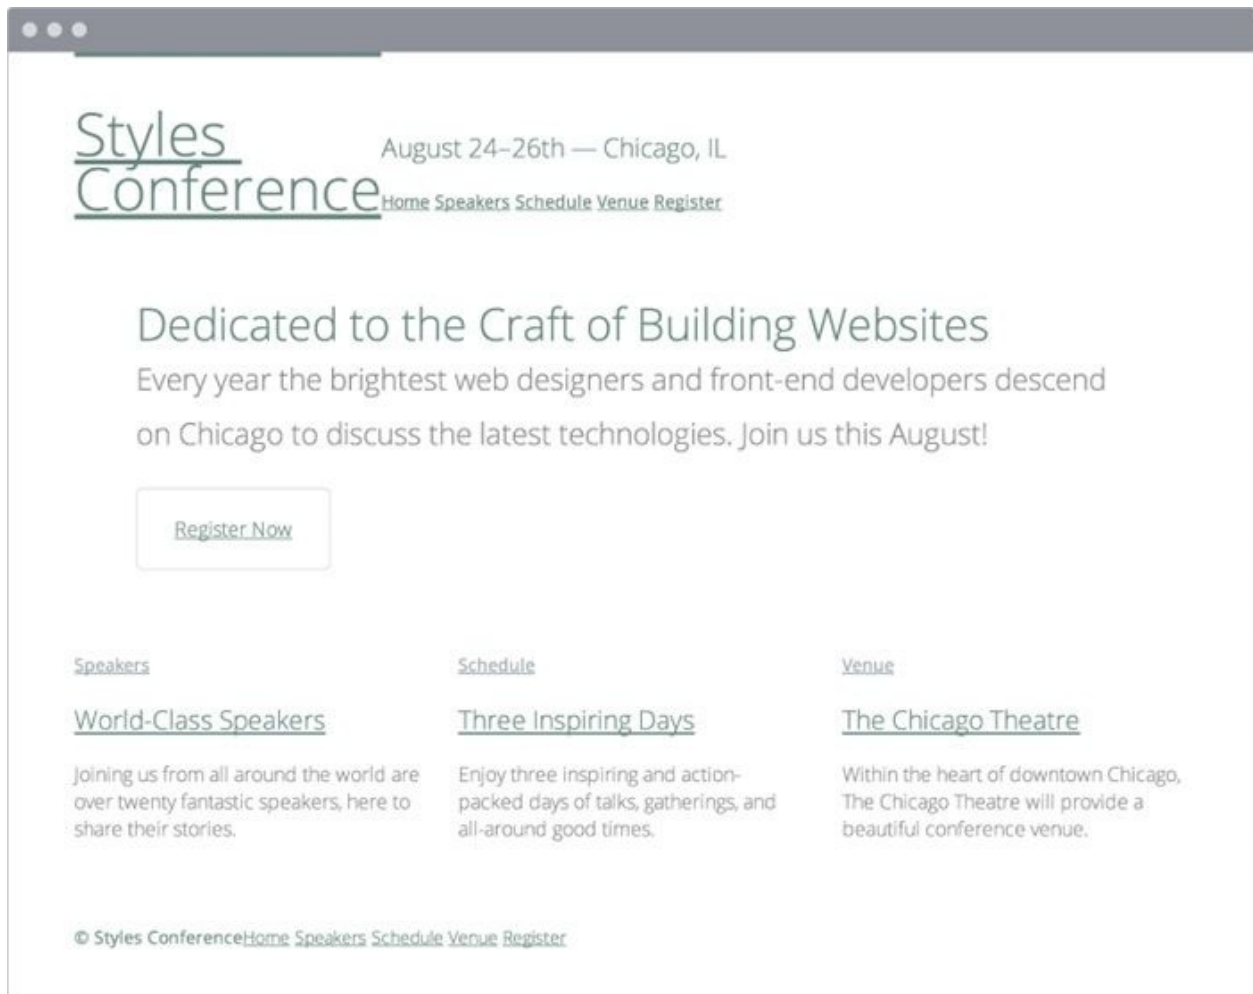 Styles
Conference
August 24–26th — Chicago, IL
Home Speakers Schedule Venue Register
Dedicated to the Craft of Building Websites
Every year the brightest web designers and front-end developers descend
on Chicago to discuss the latest technologies. Join us this August!
Register Now
Speakers
World-Class Speakers
Joining us from all around the world are
over twenty fantastic speakers, here to
share their stories.
Schedule
Three Inspiring Days
Enjoy three inspiring and action-
packed days of talks, gatherings, and
all-around good times.
Venue
The Chicago Theatre
Within the heart of downtown Chicago,
The Chicago Theatre will provide a
beautiful conference venue.
© Styles ConferenceHome Speakers Schedule Venue Register